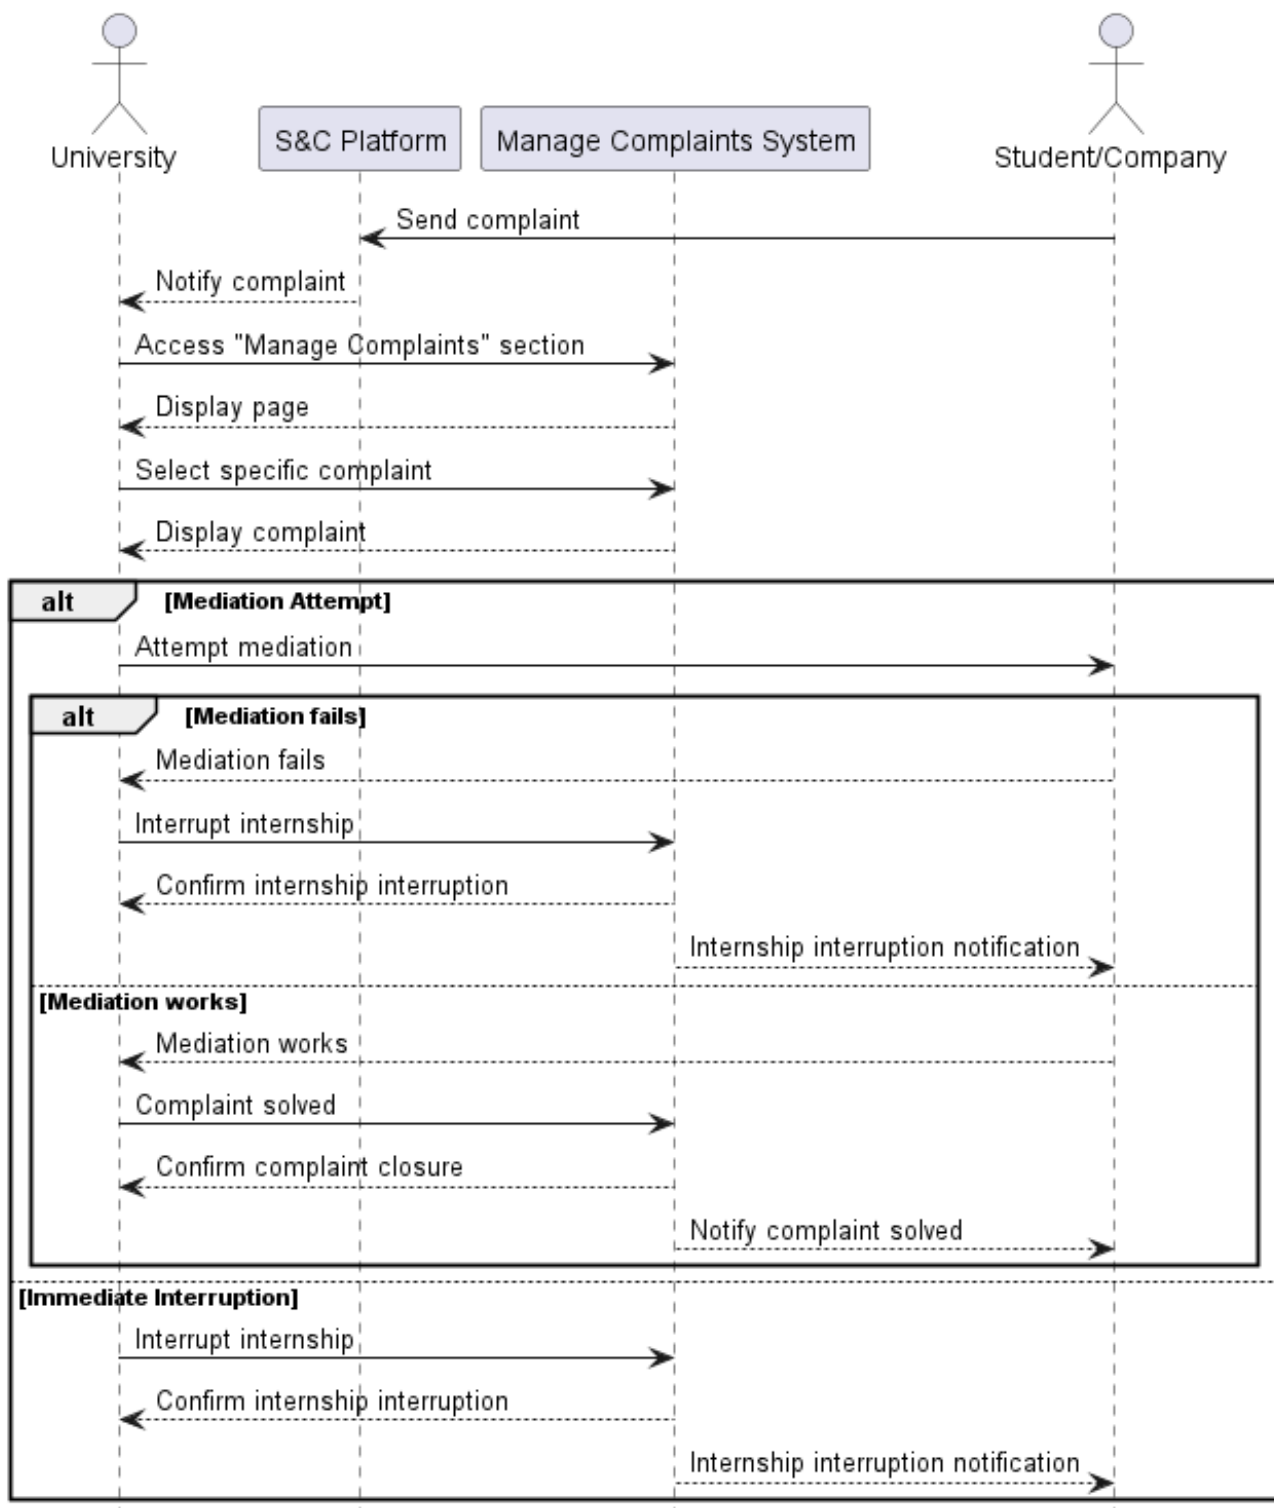 University
S&C Platform
Manage Complaints System
Student/Company
Send complaint
Notify complaint
Access "Manage Complaints" section
Display page
Select specific complaint
Display complaint
alt [Mediation Attempt]
Attempt mediation
alt [Mediation fails]
Mediation fails
Interrupt internship
Confirm internship interruption
Internship interruption notification
[Mediation works]
Mediation works
Complaint solved
Confirm complaint closure
Notify complaint solved
[Immediate Interruption]
Interrupt internship
Confirm internship interruption
Internship interruption notification